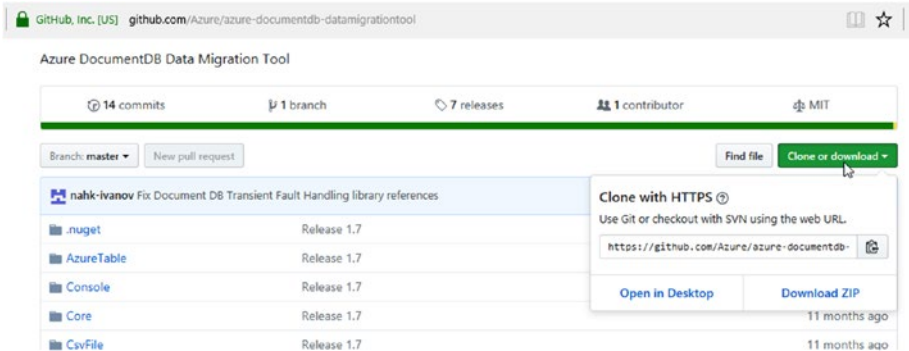 GitHub, Inc. [US] github.com/Azure/azure-documentdb-datamigrationtool
Azure DocumentDB Data Migration Tool
14 commits 1 branch 7 releases 1 contributor MIT
Branch: master New pull request Find file Clone or download
nahk-ivanov Fix Document DB Transient Fault Handling library references
Clone with HTTPS
Use Git or checkout with SVN using the web URL.
https://github.com/Azure/azure-documentdb-
Open in Desktop Download ZIP
.nuget Release 1.7
AzureTable Release 1.7
Console Release 1.7
Core Release 1.7 11 months ago
CsvFile Release 1.7 11 months ago